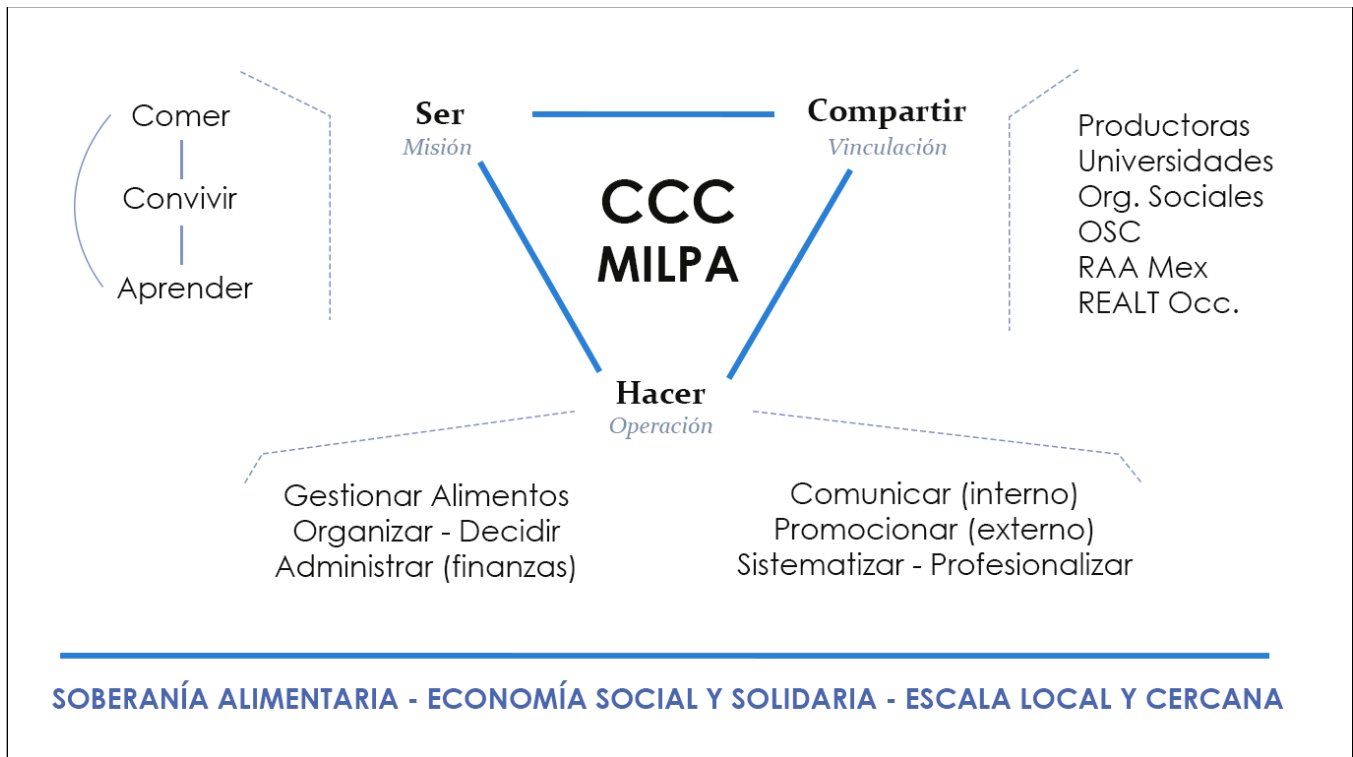 Comer
Convivir
Aprender
Ser
Misión
Compartir
Vinculación
CCC
MILPA
Productoras
Universidades
Org. Sociales
OSC
RAA Mex
REALT Occ.
Hacer
Operación
Gestionar Alimentos
Organizar - Decidir
Administrar (finanzas)
Comunicar (interno)
Promocionar (externo)
Sistematizar - Profesionalizar
SOBERANÍA ALIMENTARIA - ECONOMÍA SOCIAL Y SOLIDARIA - ESCALA LOCAL Y CERCANA